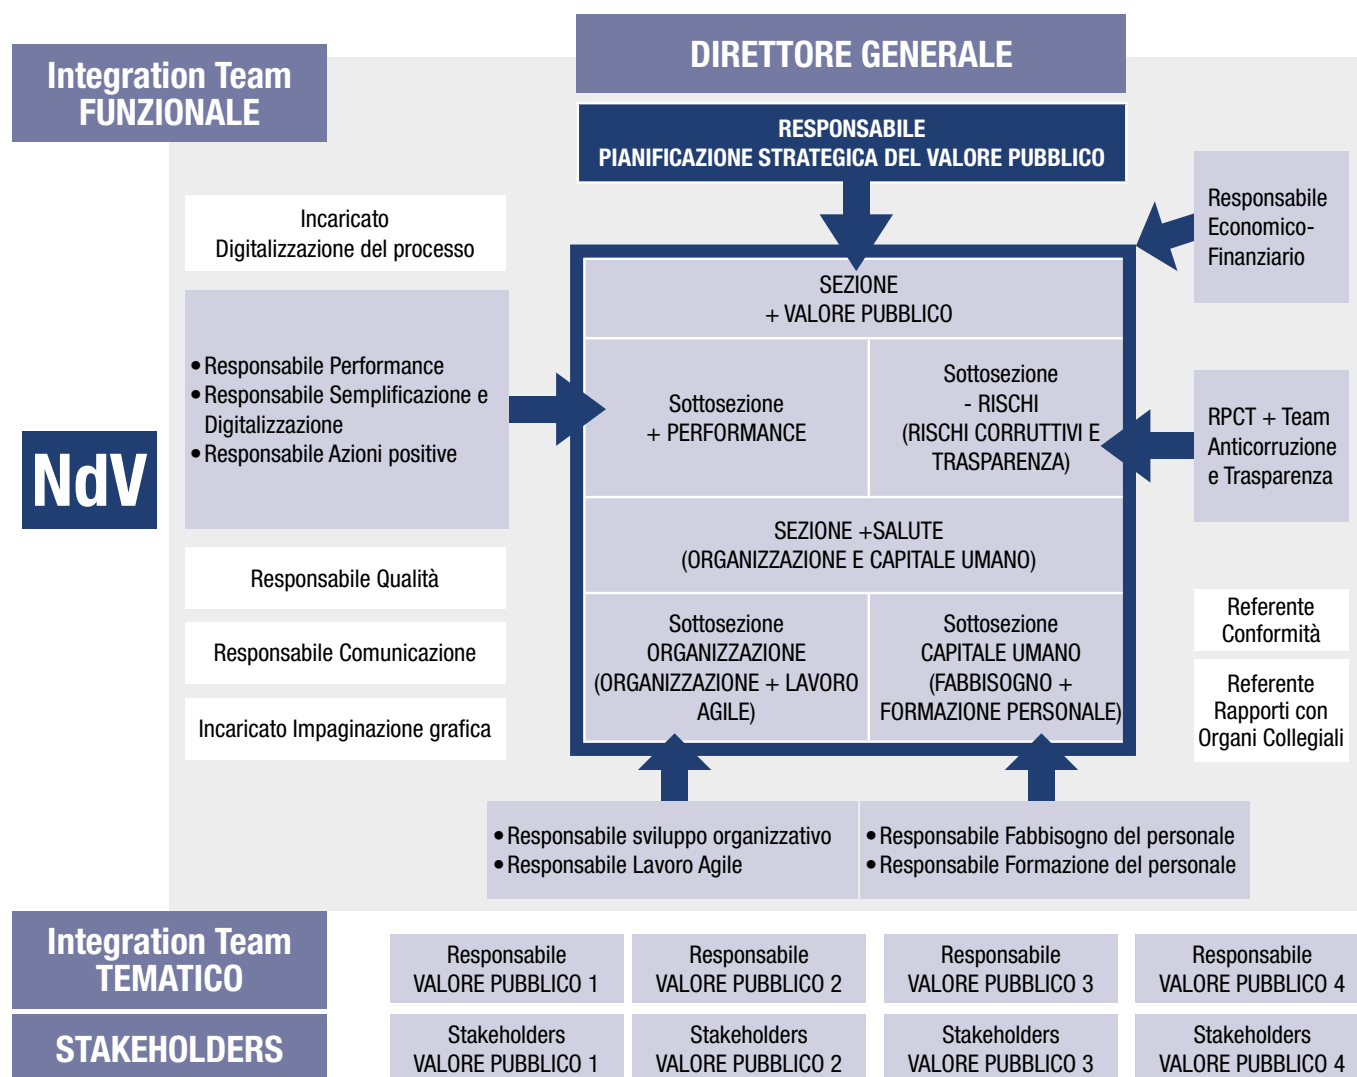 Integration Team
FUNZIONALE
DIRETTORE GENERALE
RESPONSABILE
PIANIFICAZIONE STRATEGICA DEL VALORE PUBBLICO
Incaricato
Digitalizzazione del processo
•Responsabile Performance
•Responsabile Semplificazione e
Digitalizzazione
•Responsabile Azioni positive
NdV
Responsabile Qualità
Responsabile Comunicazione
Incaricato Impaginazione grafica
SEZIONE
+ VALORE PUBBLICO
Sottosezione
+ PERFORMANCE
Sottosezione
- RISCHI
(RISCHI CORRUTTIVI E
TRASPARENZA)
SEZIONE +SALUTE
(ORGANIZZAZIONE E CAPITALE UMANO)
Sottosezione
ORGANIZZAZIONE
(ORGANIZZAZIONE + LAVORO
AGILE)
Sottosezione
CAPITALE UMANO
(FABBISOGNO +
FORMAZIONE PERSONALE)
Responsabile
Economico-
Finanziario
RPCT + Team
Anticorruzione
e Trasparenza
Referente
Conformità
Referente
Rapporti con
Organi Collegiali
•Responsabile sviluppo organizzativo
•Responsabile Lavoro Agile
•Responsabile Fabbisogno del personale
•Responsabile Formazione del personale
Integration Team
TEMATICO
Responsabile
VALORE PUBBLICO 1
Responsabile
VALORE PUBBLICO 2
Responsabile
VALORE PUBBLICO 3
Responsabile
VALORE PUBBLICO 4
STAKEHOLDERS
Stakeholders
VALORE PUBBLICO 1
Stakeholders
VALORE PUBBLICO 2
Stakeholders
VALORE PUBBLICO 3
Stakeholders
VALORE PUBBLICO 4